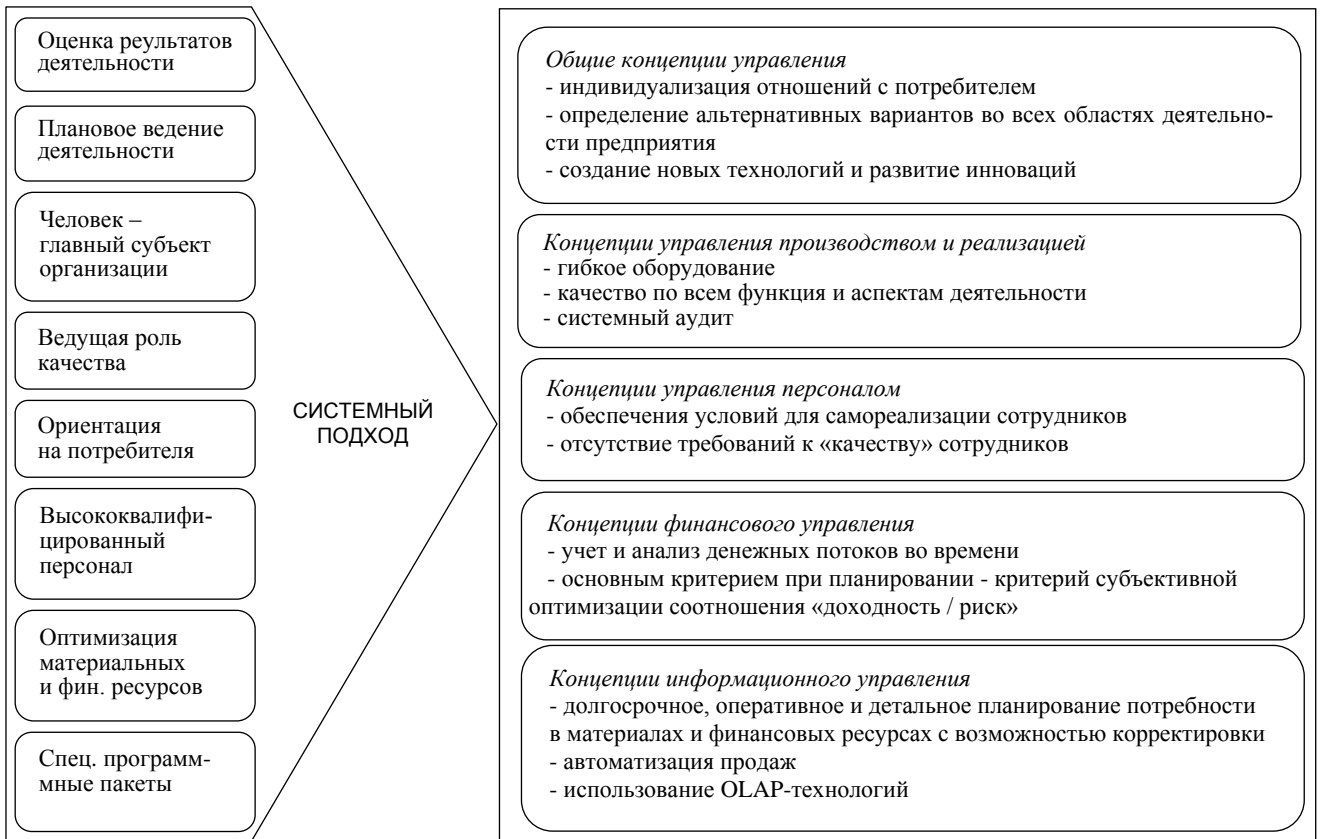 Оценка реультатов
деятельности
Плановое ведение
деятельности
Человек –
главный субъект
организации
Ведущая роль
качества
Ориентация
на потребителя
Высококвалифи-
цированный
персонал
Оптимизация
материальных
и фин. ресурсов
Спец. программ-
мные пакеты
СИСТЕМНЫЙ
ПОДХОД
Общие концепции управления
- индивидуализация отношений с потребителем
- определение альтернативных вариантов во всех областях деятельно-
сти предприятия
- создание новых технологий и развитие инноваций
Концепции управления производством и реализацией
- гибкое оборудование
- качество по всем функция и аспектам деятельности
- системный аудит
Концепции управления персоналом
- обеспечения условий для самореализации сотрудников
- отсутствие требований к «качеству» сотрудников
Концепции финансового управления
- учет и анализ денежных потоков во времени
- основным критерием при планировании - критерий субъективной
оптимизации соотношения «доходность / риск»
Концепции информационного управления
- долгосрочное, оперативное и детальное планирование потребности
в материалах и финансовых ресурсах с возможностью корректировки
- автоматизация продаж
- использование OLAP-технологий